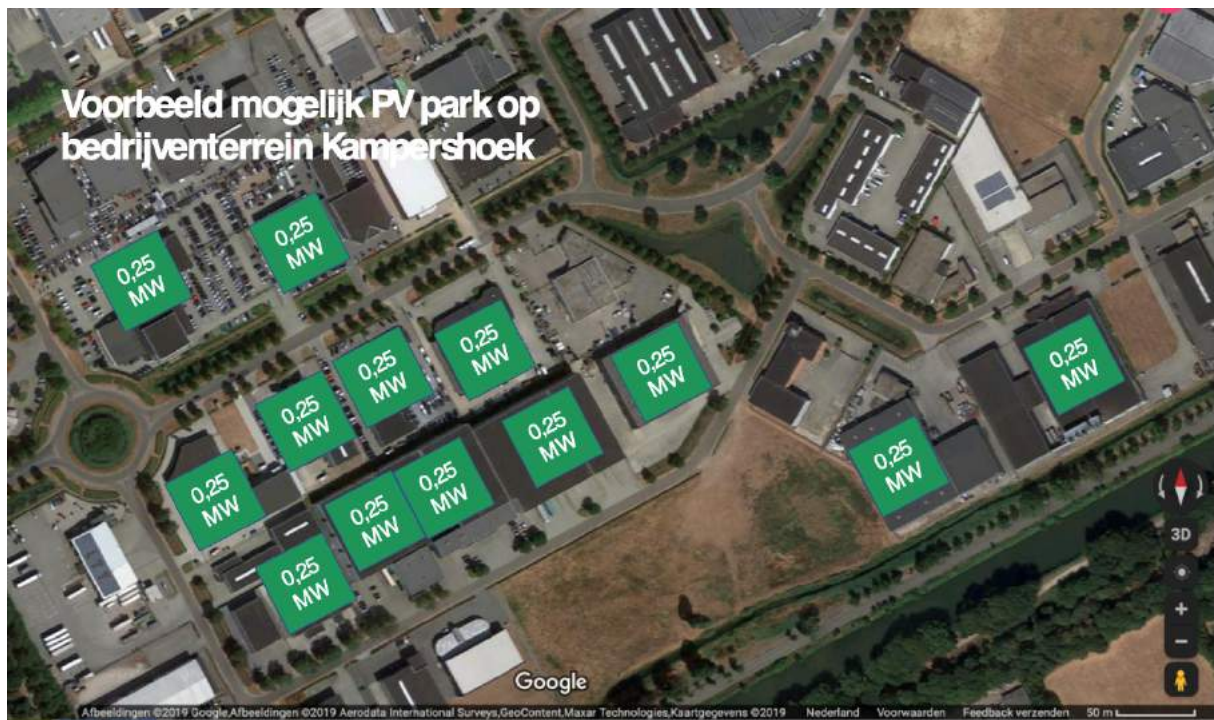 Voorbeeld mogelijk PV park op
bedrijventerrein Kampershoek
0,25
MW
0,25
MW
0,25
MW
0,25
MW
0,25
MW
0,25
MW
0,25
MW
0,25
MW
0,25
MW
0,25
MW
0,25
MW
0,25
MW
0,25
MW
3D
Google
Afbeeldingen ©2019 Google,Afbeeldingen ©2019 Aerodata International Surveys,GeoContent,Maxar Technologies,Kaartgegevens ©2019 Nederland Voorwaarden Feedback verzenden 50 m